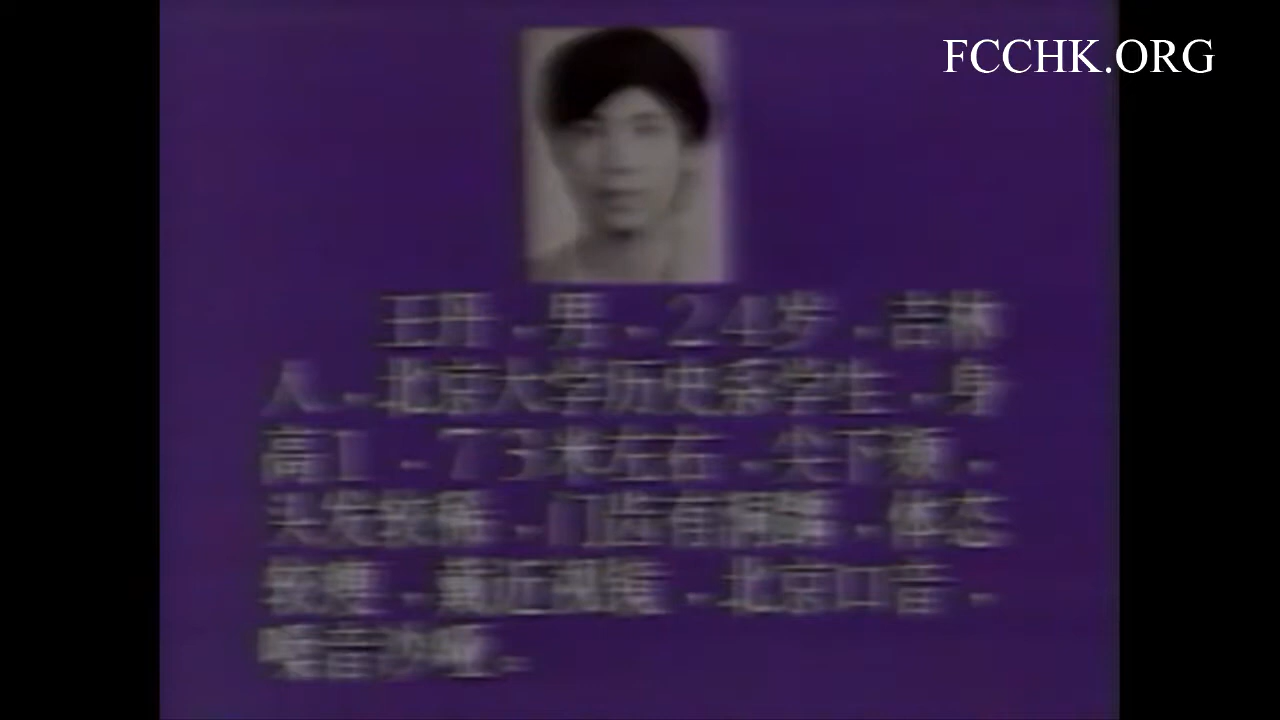 FCCHK.ORG
王丹，男，24岁，吉林
人，北京大学历史系学生，身
高1．73米左右，尖下颏，
头发较稀，门齿有洞，体态
较瘦，戴近视镜，北京口音，
嗓音沙哑。